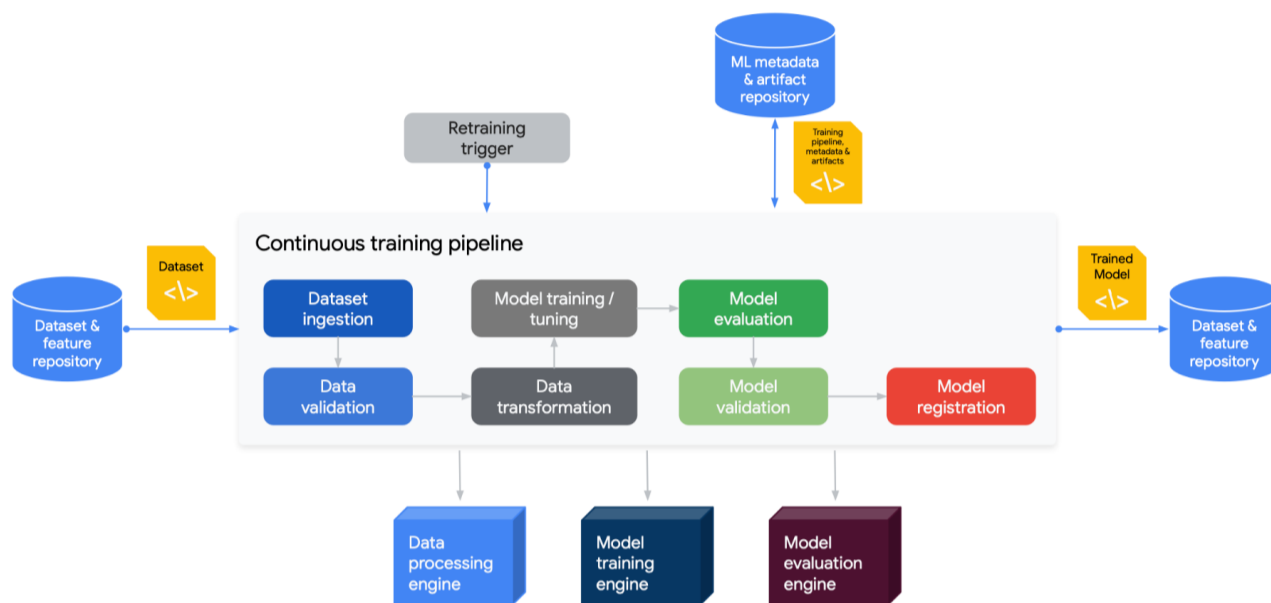 ML metadata
& artifact
repository
Retraining
trigger
Training
pipeline,
metadata &
artifacts
<\>
Continuous training pipeline
Dataset
<\>
Dataset &
feature
repository
Dataset
ingestion
Model training /
tuning
Model
evaluation
Data
validation
Data
transformation
Model
validation
Model
registration
Trained
Model
<\>
Dataset &
feature
repository
Data
processing
engine
Model
training
engine
Model
evaluation
engine